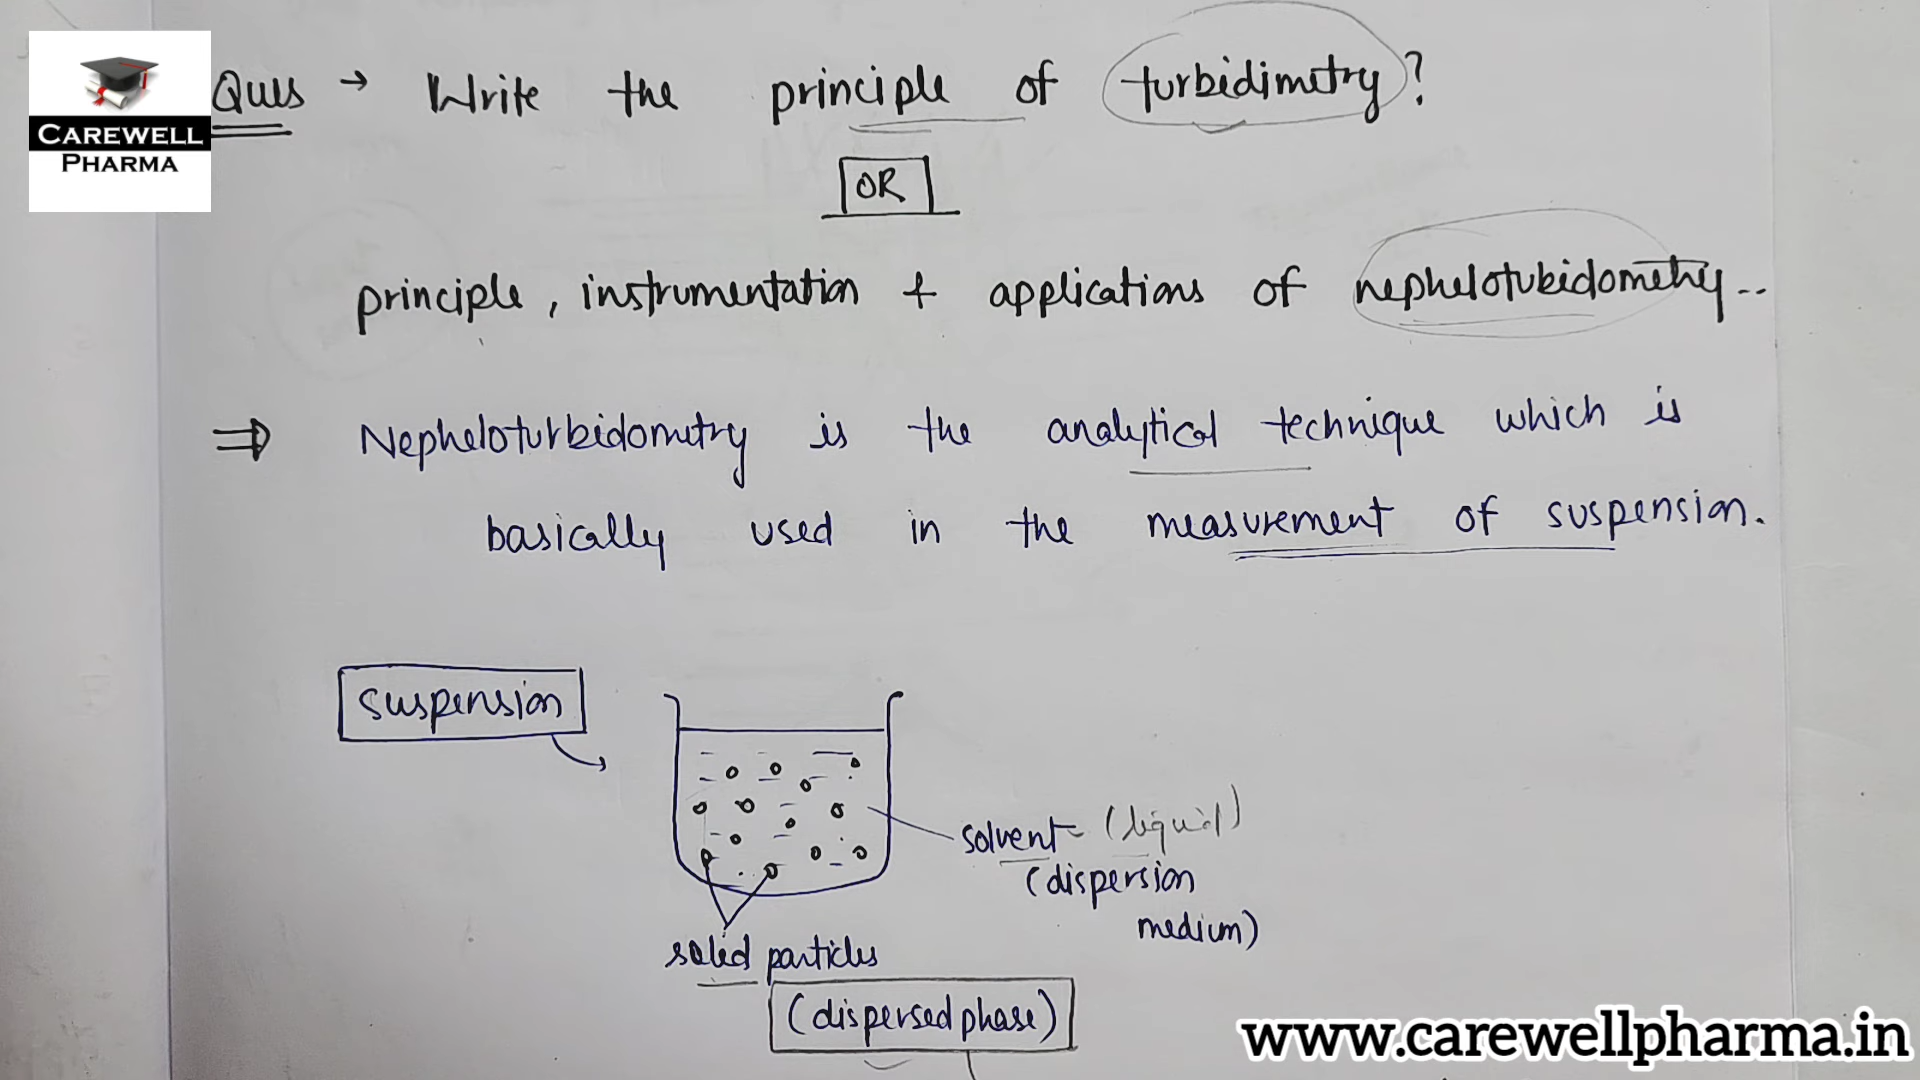 CAREWELL
PHARMA
Ques → Write the principle of turbidimetry?
OR
principle, instrumentation + applications of nephelotubidometry..
⇒ Nepheloturbidometry is the analytical technique which is
basically used in the measurement of suspension.
suspension
solvent - (liquid)
(dispersion
medium)
solid particles
(dispersed phase)
www.carewellpharma.in